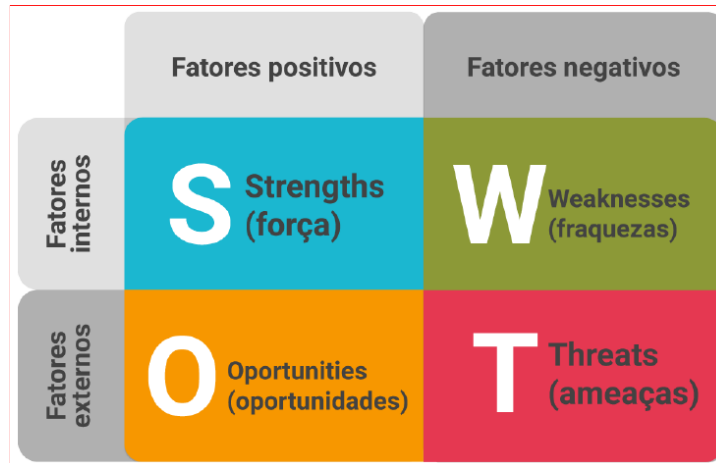 Fatores positivos
Fatores negativos
Fatores
internos
S
Strengths
(força)
W
Weaknesses
(fraquezas)
Fatores
externos
O
Oportunities
(oportunidades)
T
Threats
(ameaças)